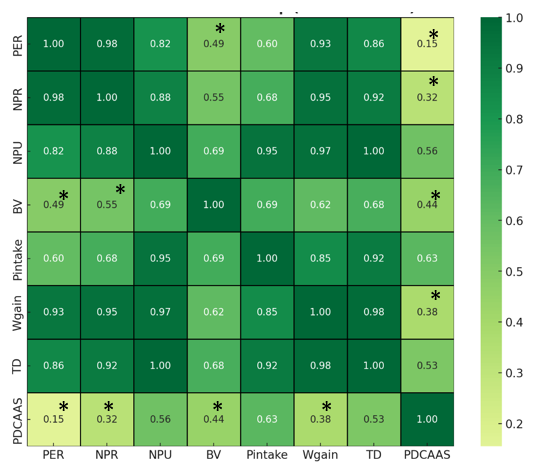 PER 1.00 0.98 0.82 0.49* 0.60 0.93 0.86 0.15*
NPR 0.98 1.00 0.88 0.55 0.68 0.95 0.92 0.32*
NPU 0.82 0.88 1.00 0.69 0.95 0.97 1.00 0.56
BV 0.49* 0.55* 0.69 1.00 0.69 0.62 0.68 0.44*
Pintake 0.60 0.68 0.95 0.69 1.00 0.85 0.92 0.63
Wgain 0.93 0.95 0.97 0.62 0.85 1.00 0.98 0.38*
TD 0.86 0.92 1.00 0.68 0.92 0.98 1.00 0.53
PDCAAS 0.15* 0.32* 0.56 0.44* 0.63 0.38* 0.53 1.00
PER NPR NPU BV Pintake Wgain TD PDCAAS
1.0
0.9
0.8
0.7
0.6
0.5
0.4
0.3
0.2